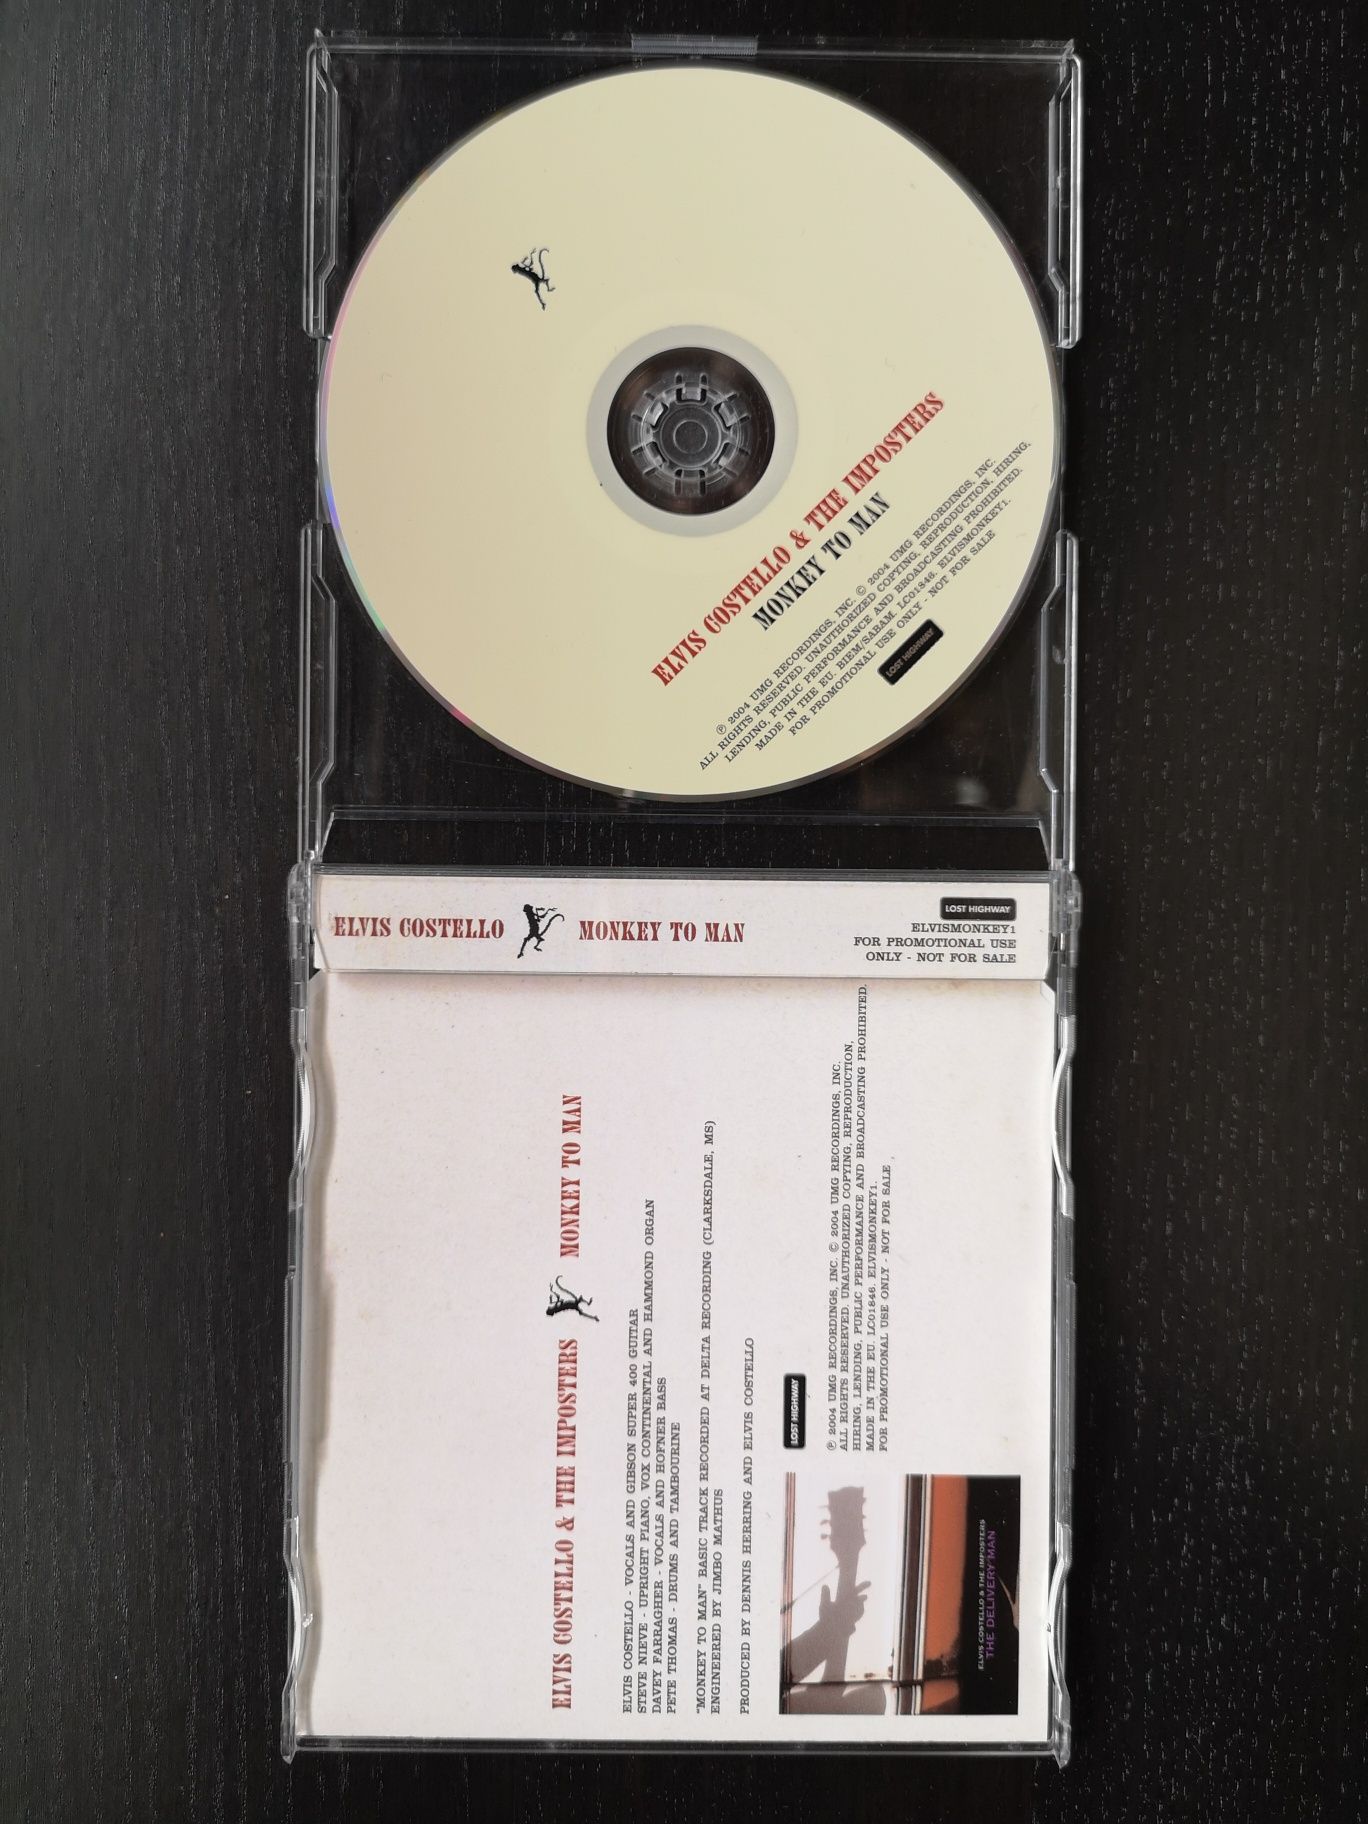 ELVIS COSTELLO & THE IMPOSTERS
MONKEY TO MAN
℗ 2004 UMG RECORDINGS, INC. © 2004 UMG RECORDINGS, INC.
ALL RIGHTS RESERVED. UNAUTHORIZED COPYING, REPRODUCTION, HIRING,
LENDING, PUBLIC PERFORMANCE AND BROADCASTING PROHIBITED.
MADE IN THE EU. BIEM/SABAM. LC01846. ELVISMONKEY1.
FOR PROMOTIONAL USE ONLY - NOT FOR SALE
LOST HIGHWAY
ELVIS COSTELLO MONKEY TO MAN
LOST HIGHWAY
ELVISMONKEY1
FOR PROMOTIONAL USE
ONLY - NOT FOR SALE
ELVIS COSTELLO & THE IMPOSTERS MONKEY TO MAN
ELVIS COSTELLO - VOCALS AND GIBSON SUPER 400 GUITAR
STEVE NIEVE - UPRIGHT PIANO, VOX CONTINENTAL AND HAMMOND ORGAN
DAVEY FARRAGHER - VOCALS AND HOFNER BASS
PETE THOMAS - DRUMS AND TAMBOURINE
"MONKEY TO MAN" BASIC TRACK RECORDED AT DELTA RECORDING (CLARKSDALE, MS)
ENGINEERED BY JIMBO MATHUS
PRODUCED BY DENNIS HERRING AND ELVIS COSTELLO
LOST HIGHWAY
℗ 2004 UMG RECORDINGS, INC. © 2004 UMG RECORDINGS, INC.
ALL RIGHTS RESERVED. UNAUTHORIZED COPYING, REPRODUCTION,
HIRING, LENDING, PUBLIC PERFORMANCE AND BROADCASTING PROHIBITED.
MADE IN THE EU. LC01846. ELVISMONKEY1.
FOR PROMOTIONAL USE ONLY - NOT FOR SALE
ELVIS COSTELLO & THE IMPOSTERS
THE DELIVERY MAN